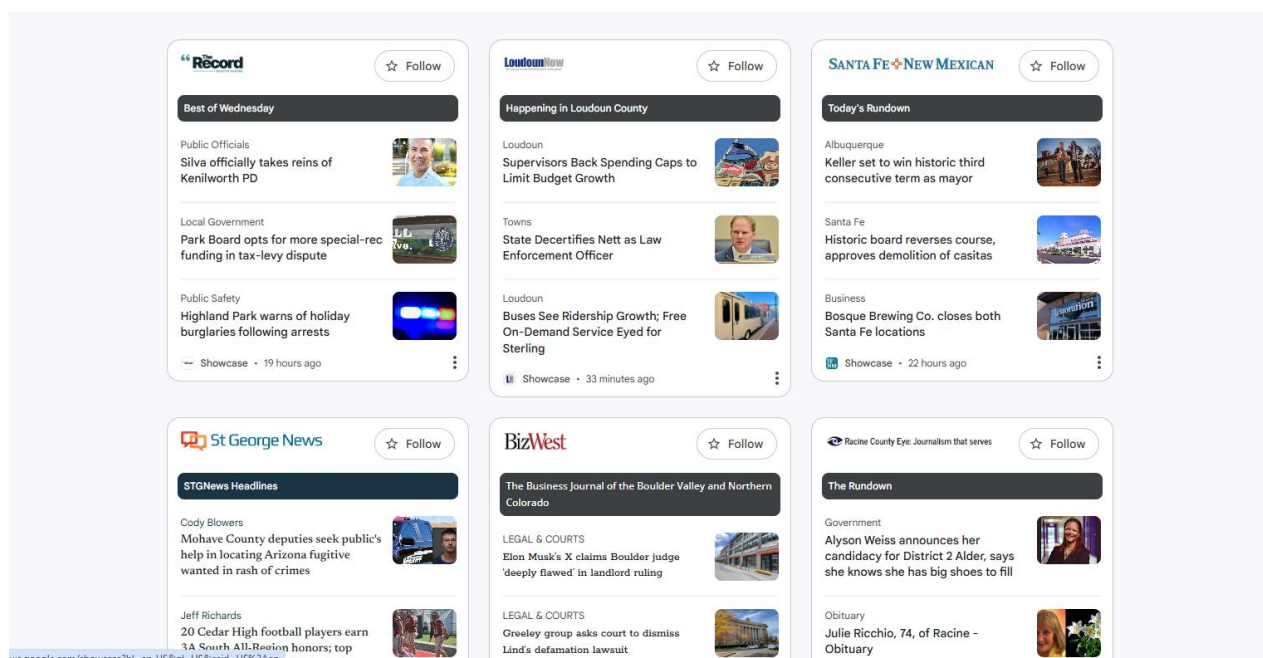 The Record
Follow
Best of Wednesday
Public Officials
Silva officially takes reins of
Kenilworth PD
Local Government
Park Board opts for more special-rec
funding in tax-levy dispute
Public Safety
Highland Park warns of holiday
burglaries following arrests
Showcase • 19 hours ago
LoudounNow
Follow
Happening in Loudoun County
Loudoun
Supervisors Back Spending Caps to
Limit Budget Growth
Towns
State Decertifies Nett as Law
Enforcement Officer
Loudoun
Buses See Ridership Growth; Free
On-Demand Service Eyed for
Sterling
Showcase • 33 minutes ago
SANTA FE NEW MEXICAN
Follow
Today's Rundown
Albuquerque
Keller set to win historic third
consecutive term as mayor
Santa Fe
Historic board reverses course,
approves demolition of casitas
Business
Bosque Brewing Co. closes both
Santa Fe locations
Showcase • 22 hours ago
St George News
Follow
STGNews Headlines
Cody Blowers
Mohave County deputies seek public's
help in locating Arizona fugitive
wanted in rash of crimes
Jeff Richards
20 Cedar High football players earn
3A South All-Region honors; top
BizWest
Follow
The Business Journal of the Boulder Valley and Northern
Colorado
LEGAL & COURTS
Elon Musk's X claims Boulder judge
'deeply flawed' in landlord ruling
LEGAL & COURTS
Greeley group asks court to dismiss
Lind's defamation lawsuit
Racine County Eye: Journalism that serves
Follow
The Rundown
Government
Alyson Weiss announces her
candidacy for District 2 Alder, says
she knows she has big shoes to fill
Obituary
Julie Ricchio, 74, of Racine -
Obituary